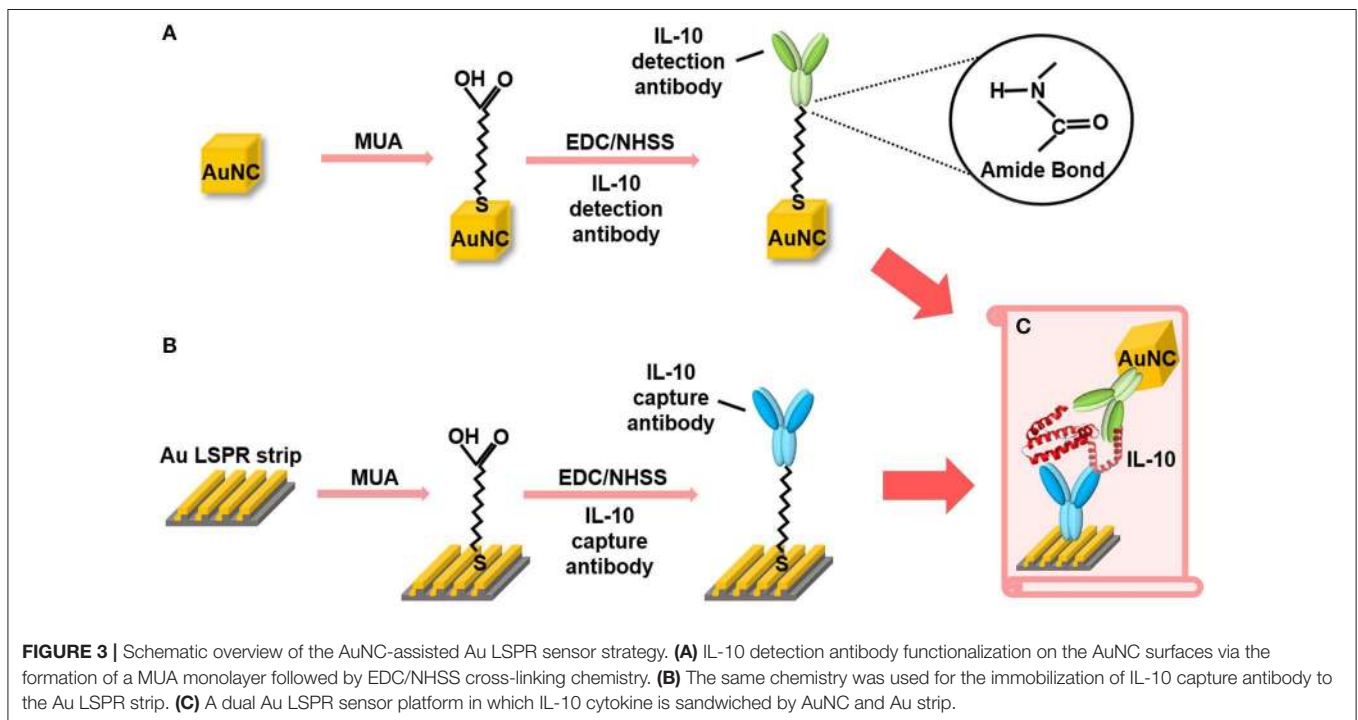 A
IL-10
detection
antibody
OH O
H N
C O
Amide Bond
MUA
EDC/NHSS
IL-10
detection
antibody
AuNC
S
AuNC
S
AuNC
B
IL-10
capture
antibody
Au LSPR strip
OH O
MUA
EDC/NHSS
IL-10
capture
antibody
S
S
C
AuNC
IL-10
FIGURE 3 | Schematic overview of the AuNC-assisted Au LSPR sensor strategy. (A) IL-10 detection antibody functionalization on the AuNC surfaces via the
formation of a MUA monolayer followed by EDC/NHSS cross-linking chemistry. (B) The same chemistry was used for the immobilization of IL-10 capture antibody to
the Au LSPR strip. (C) A dual Au LSPR sensor platform in which IL-10 cytokine is sandwiched by AuNC and Au strip.